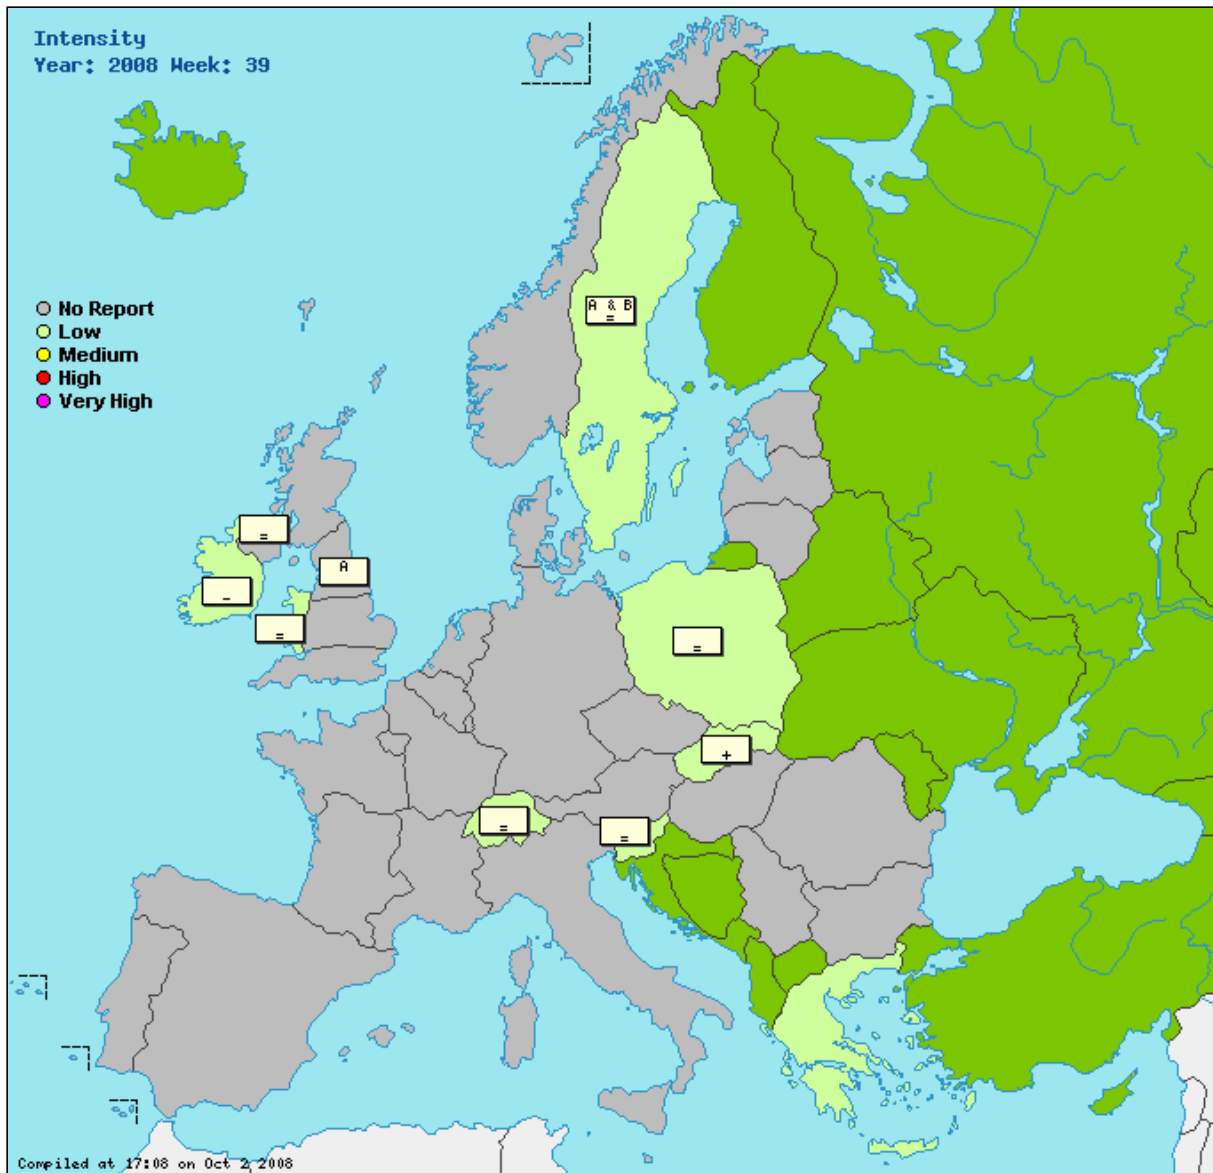 Intensity
Year: 2008 Week: 39
No Report
Low
Medium
High
Very High
A & B
=
=
A
-
=
=
+
=
=
Compiled at 17:08 on Oct 2 2008